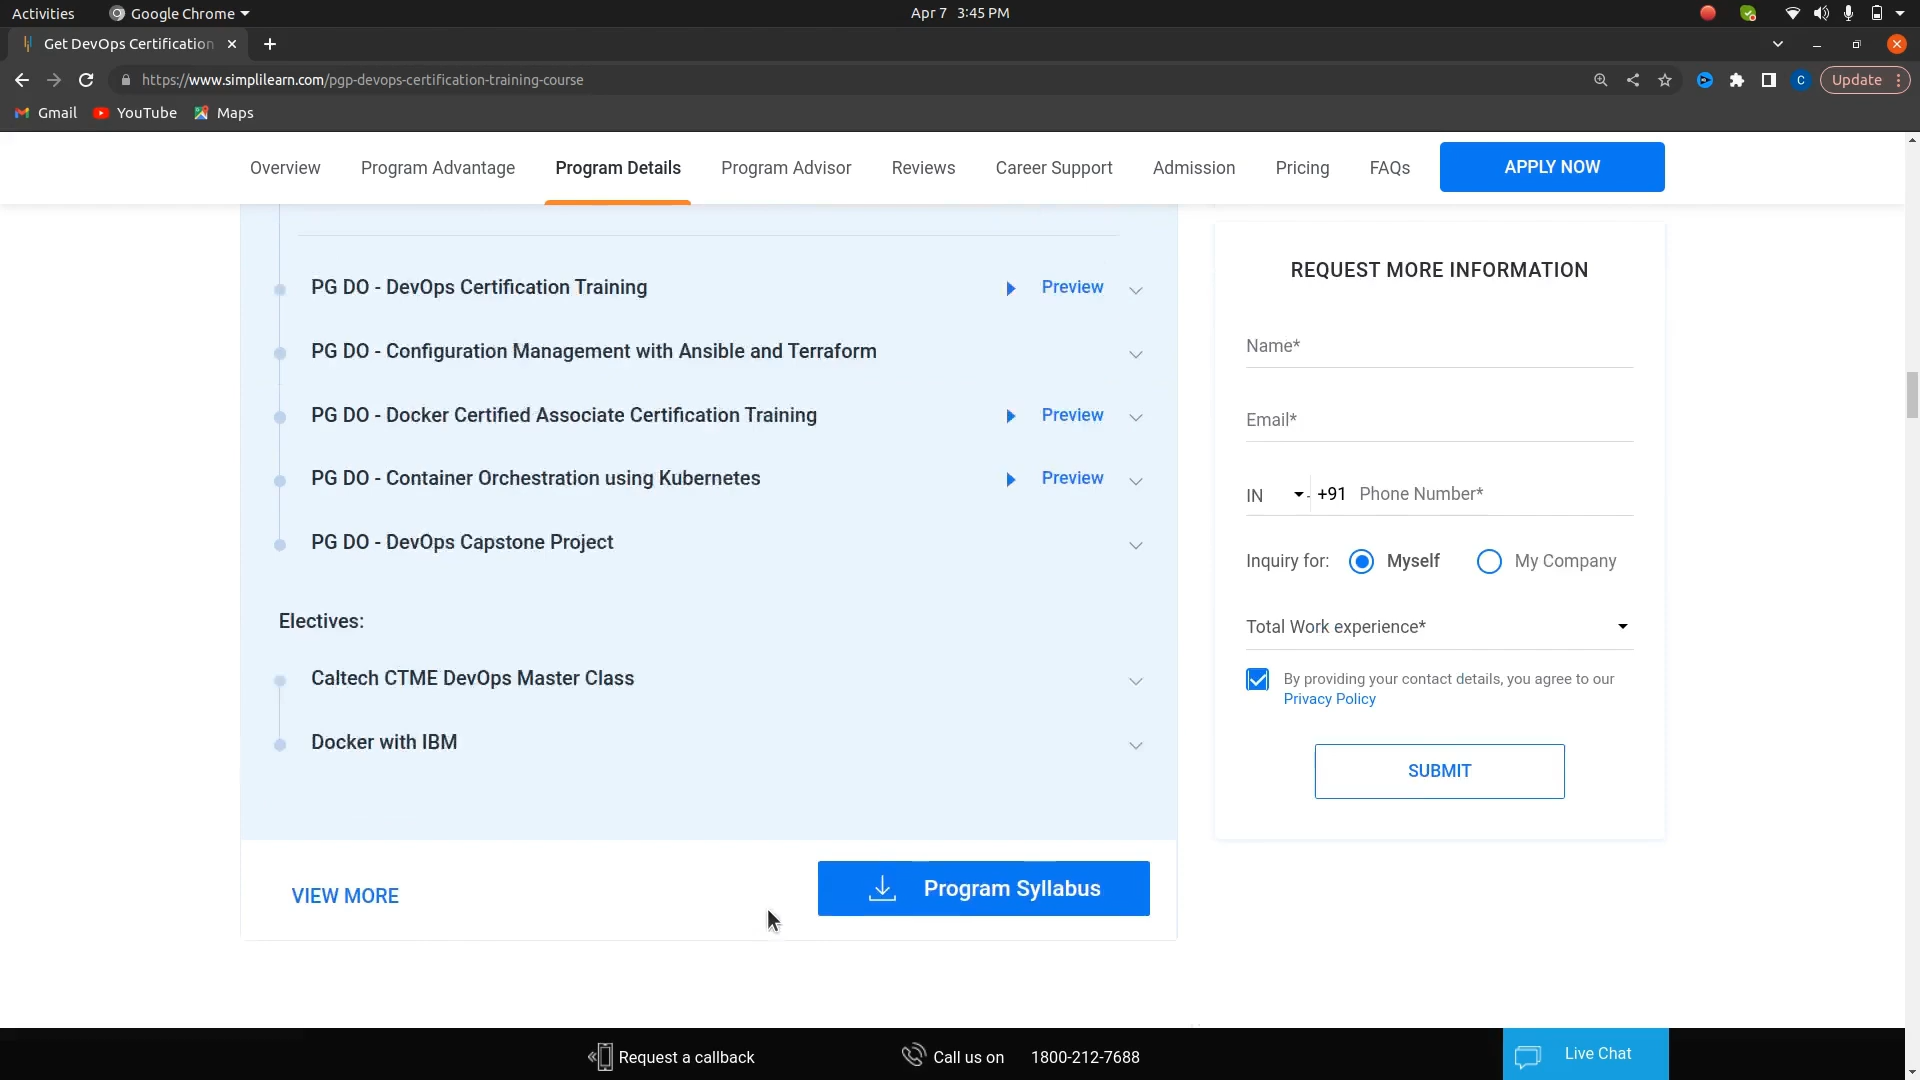 Activities
Google Chrome
Apr 7 3:45 PM
Get DevOps Certification
https://www.simplilearn.com/pgp-devops-certification-training-course
C
Update
Gmail
YouTube
Maps
Overview
Program Advantage
Program Details
Program Advisor
Reviews
Career Support
Admission
Pricing
FAQs
APPLY NOW
PG DO - DevOps Certification Training
Preview
PG DO - Configuration Management with Ansible and Terraform
PG DO - Docker Certified Associate Certification Training
Preview
PG DO - Container Orchestration using Kubernetes
Preview
PG DO - DevOps Capstone Project
Electives:
Caltech CTME DevOps Master Class
Docker with IBM
VIEW MORE
Program Syllabus
REQUEST MORE INFORMATION
Name*
Email*
IN - +91 Phone Number*
Inquiry for: Myself My Company
Total Work experience*
By providing your contact details, you agree to our
Privacy Policy
SUBMIT
Request a callback
Call us on 1800-212-7688
Live Chat